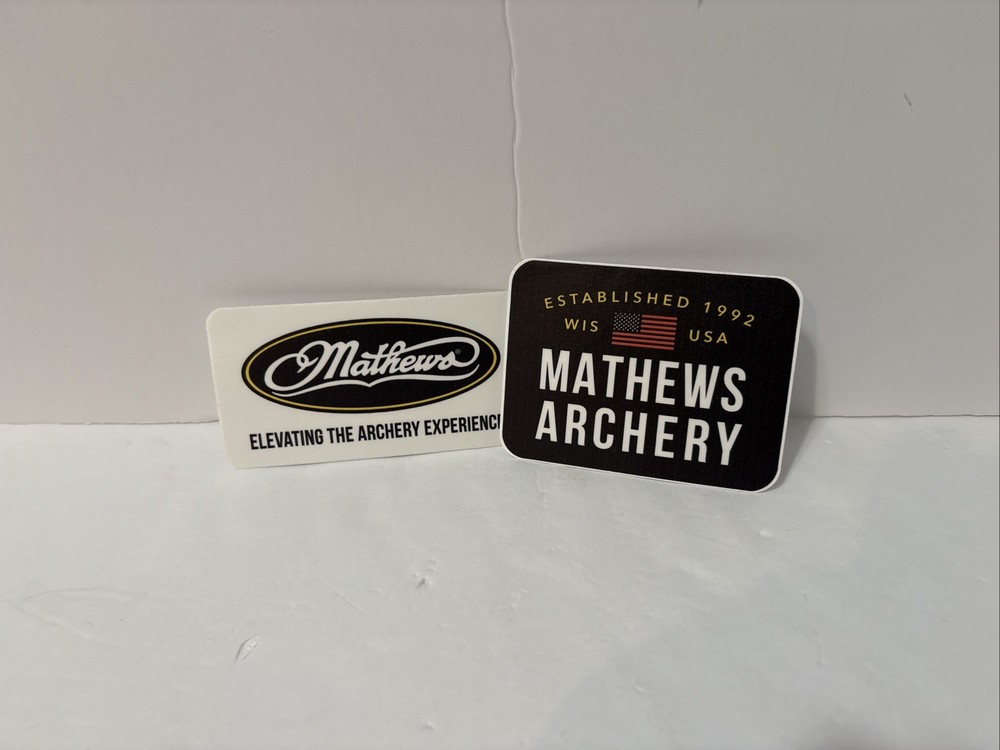 Mathews®
ELEVATING THE ARCHERY EXPERIENC
ESTABLISHED 1992
WIS USA
MATHEWS
ARCHERY